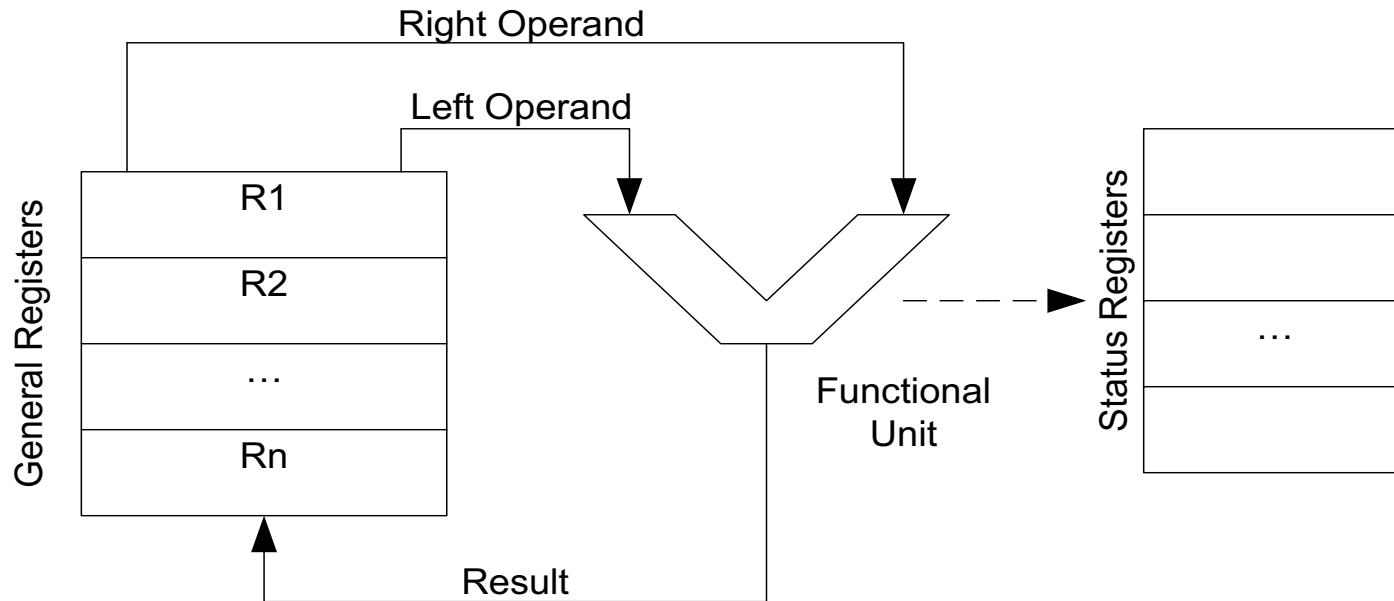 Right Operand
Left Operand
General Registers
R1
R2
...
Rn
Functional
Unit
Status Registers
...
Result